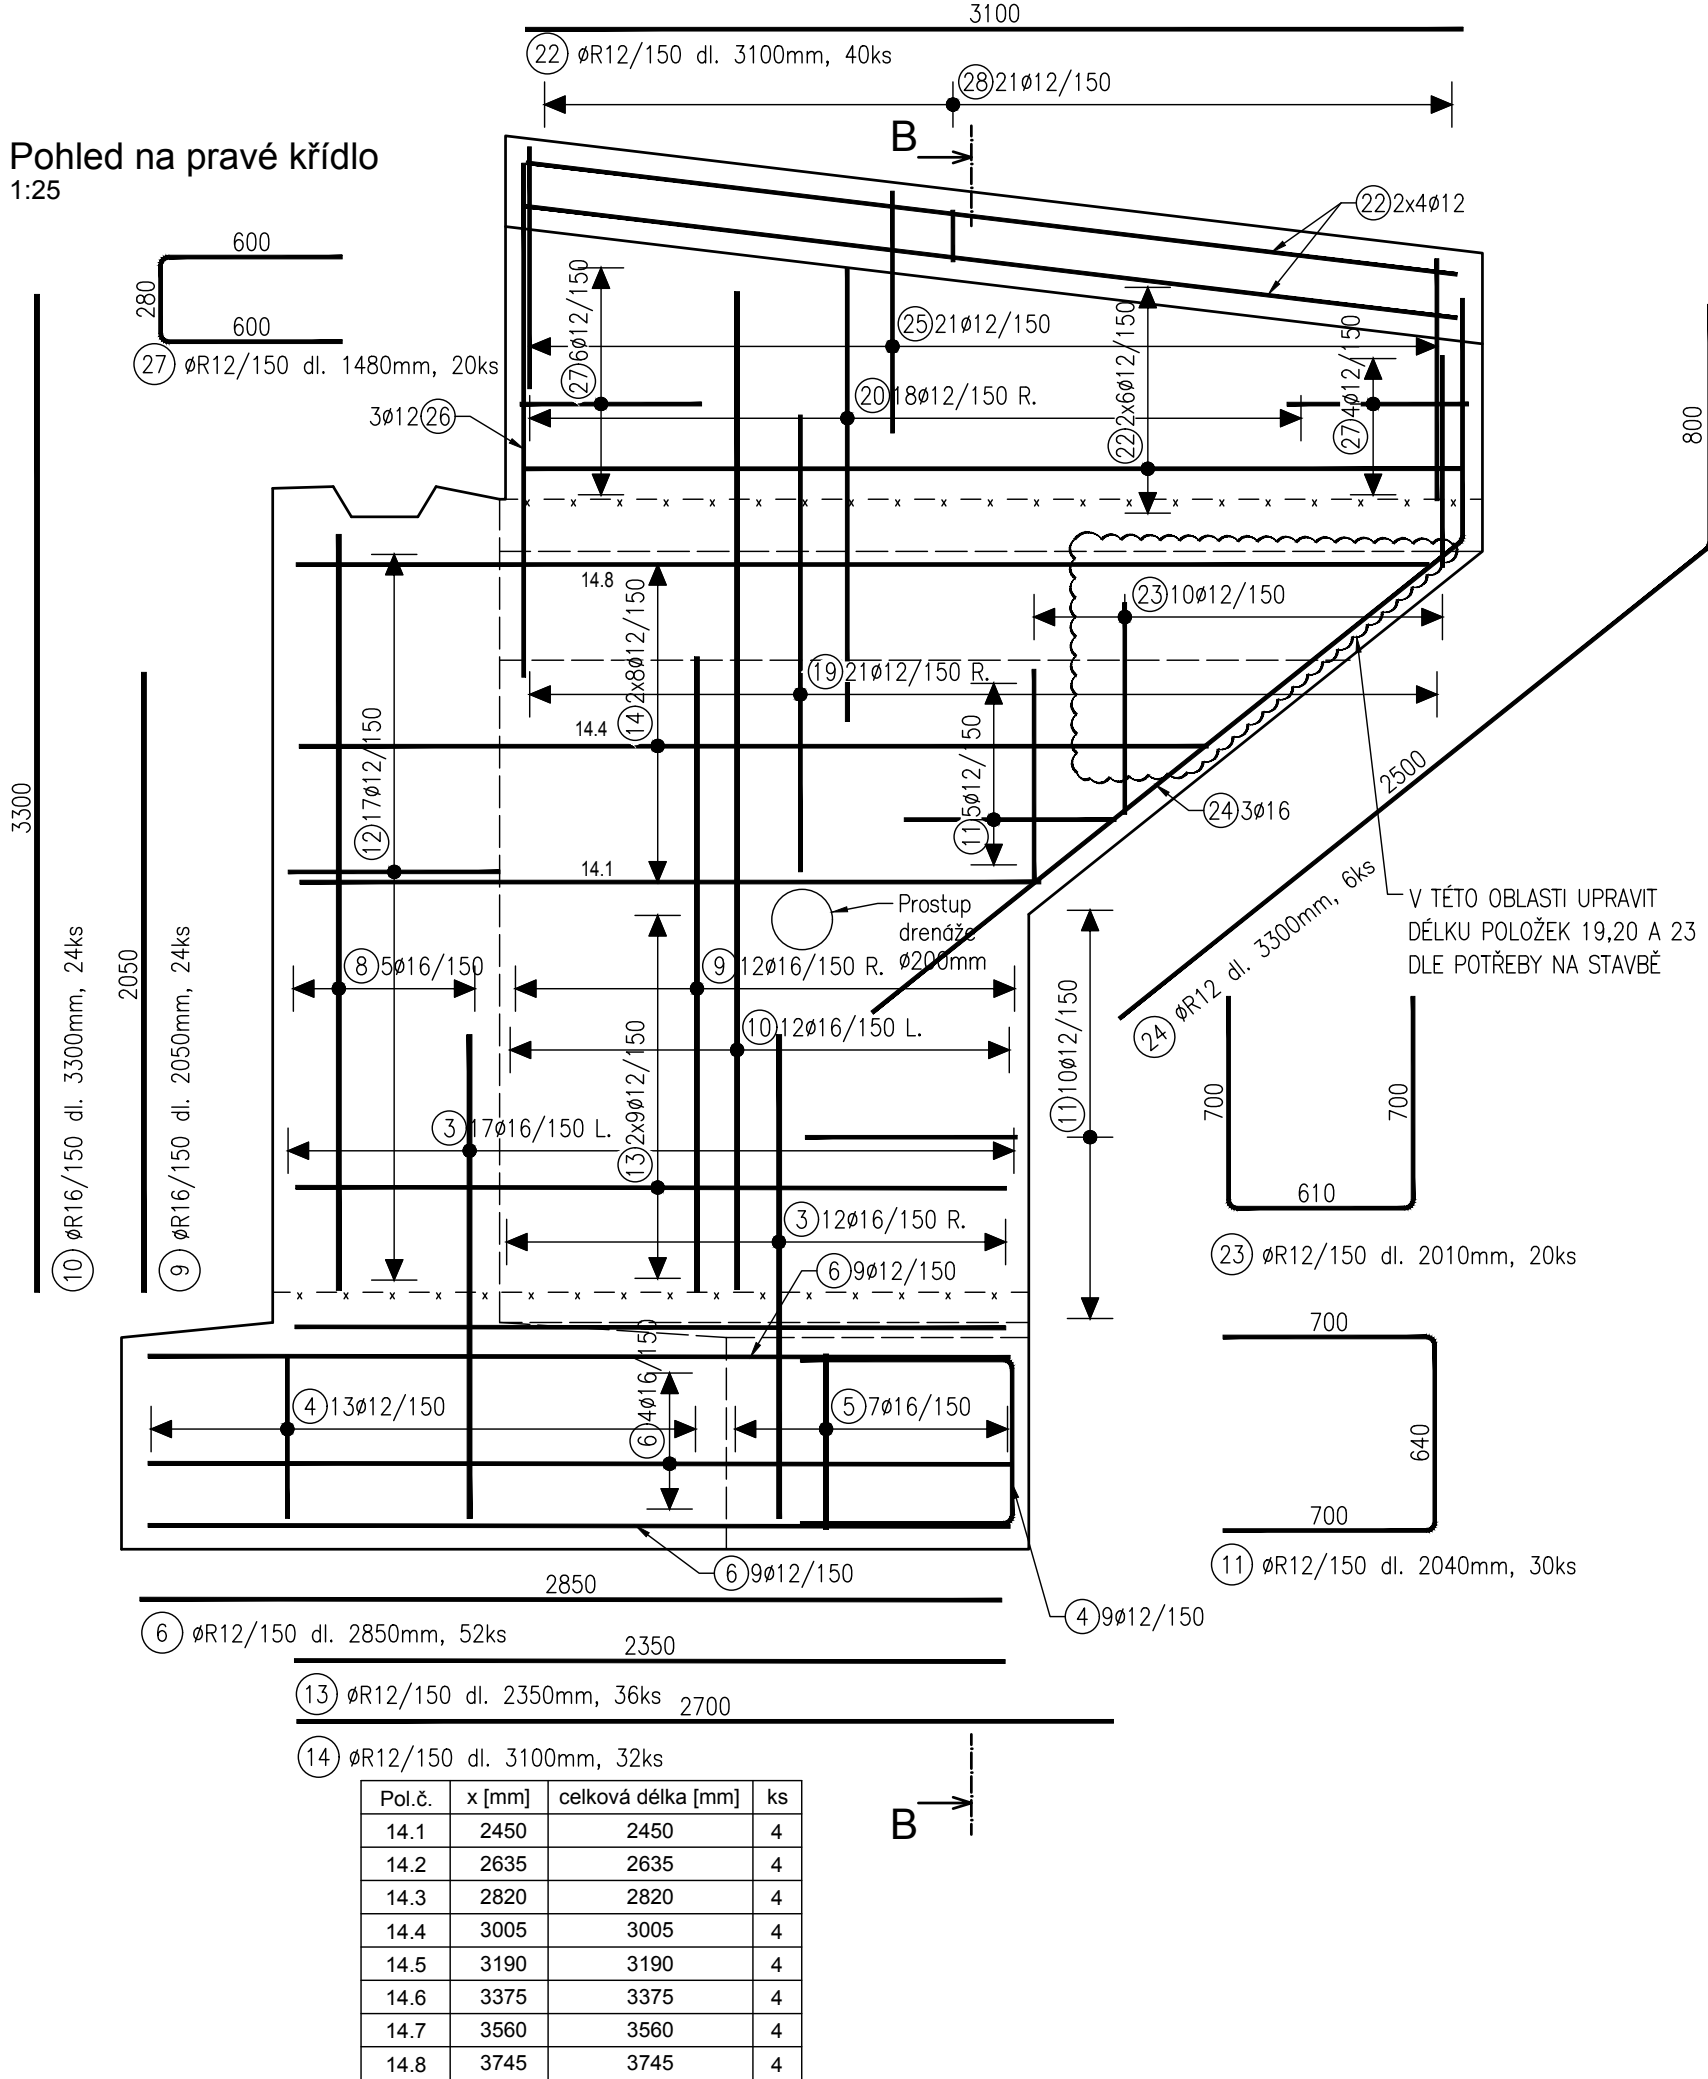 3100
22 øR12/150 dl. 3100mm, 40ks
28 21ø12/150
B
Pohled na pravé křídlo
1:25
22 2x4ø12
600
280
600
27 øR12/150 dl. 1480mm, 20ks
27 6ø12/150
25 21ø12/150
22 2x6ø12/150
27 4ø12/150
20 18ø12/150 R.
3ø12 26
800
14.8
14 2x8ø12/150
23 10ø12/150
19 21ø12/150 R.
12 17ø12/150
14.4
11 5ø12/150
2500
24 3ø16
3300
14.1
Prostup
drenáže
ø200mm
24 øR12 dl. 3300mm, 6ks
V TÉTO OBLASTI UPRAVIT
DÉLKU POLOŽEK 19,20 A 23
DLE POTŘEBY NA STAVBĚ
10 øR16/150 dl. 3300mm, 24ks
2050
9 øR16/150 dl. 2050mm, 24ks
8 5ø16/150
9 12ø16/150 R.
10 12ø16/150 L.
13 2x9ø12/150
11 10ø12/150
3 17ø16/150 L.
700
700
610
3 12ø16/150 R.
23 øR12/150 dl. 2010mm, 20ks
6 9ø12/150
6 4ø16/150
4 13ø12/150
5 7ø16/150
700
640
700
11 øR12/150 dl. 2040mm, 30ks
6 9ø12/150
4 9ø12/150
2850
6 øR12/150 dl. 2850mm, 52ks
2350
13 øR12/150 dl. 2350mm, 36ks
2700
14 øR12/150 dl. 3100mm, 32ks
B
Pol.č. x [mm] celková délka [mm] ks
14.1 2450 2450 4
14.2 2635 2635 4
14.3 2820 2820 4
14.4 3005 3005 4
14.5 3190 3190 4
14.6 3375 3375 4
14.7 3560 3560 4
14.8 3745 3745 4